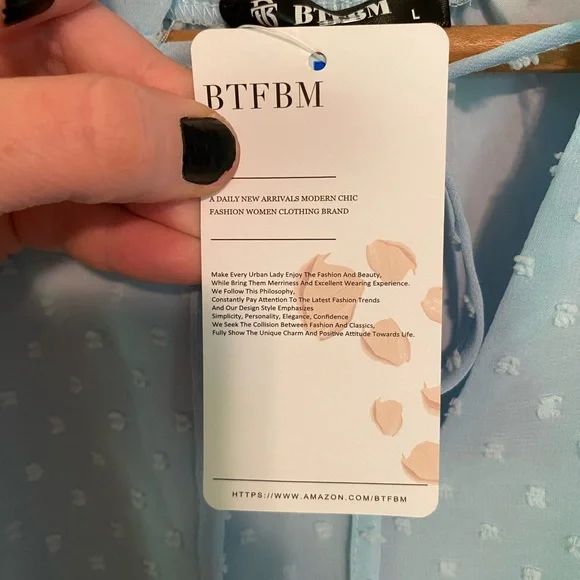 BTFBM L
BTFBM
A DAILY NEW ARRIVALS MODERN CHIC
FASHION WOMEN CLOTHING BRAND
Make Every Urban Lady Enjoy The Fashion And Beauty,
While Bring Them Merriness And Excellent Wearing Experience.
We Follow This Philosophy,
Constantly Pay Attention To The Latest Fashion Trends
And Our Design Style Emphasizes
Simplicity, Personality, Elegance, Confidence
We Seek The Collision Between Fashion And Classics,
Fully Show The Unique Charm And Positive Attitude Towards Life.
HTTPS://WWW.AMAZON.COM/BTFBM